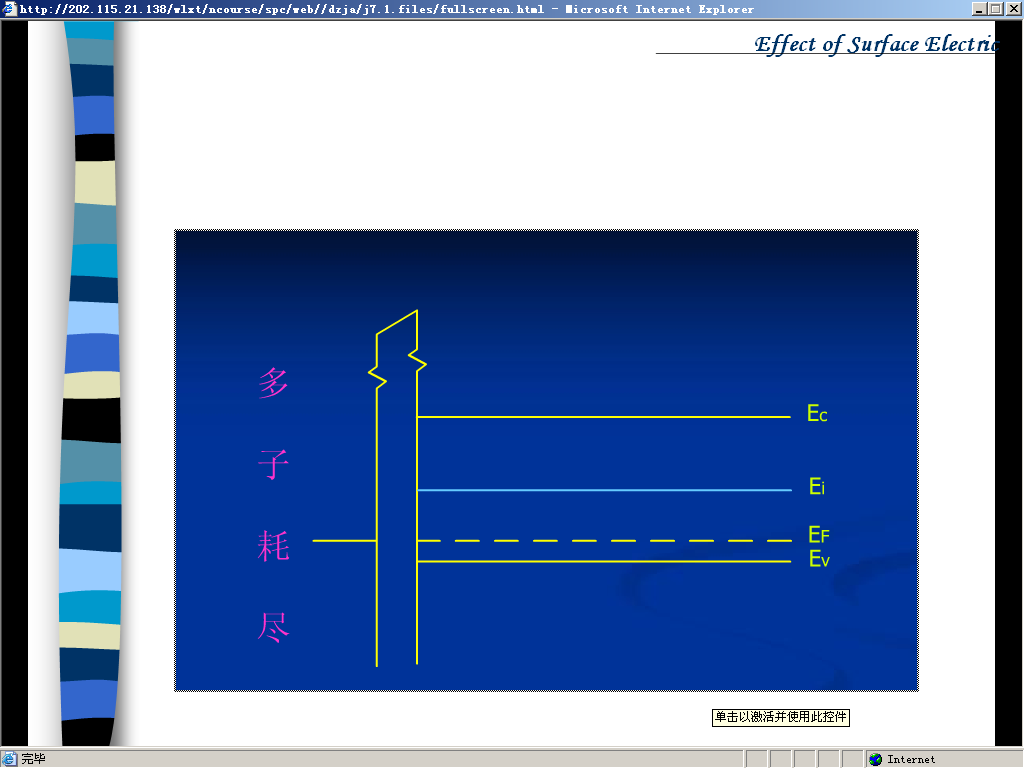 http://202.115.21.138/wlxt/ncourse/spc/web//dzja/j7.1.files/fullscreen.html - Microsoft Internet Explorer
Effect of Surface Electric
多
子
耗
尽
Ec
Ei
EF
Ev
单击以激活并使用此控件
完毕
Internet